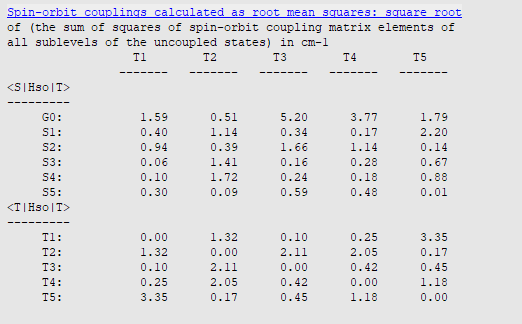 Spin-orbit couplings calculated as root mean squares: square root
of (the sum of squares of spin-orbit coupling matrix elements of
all sublevels of the uncoupled states) in cm-1
T1 T2 T3 T4 T5
------- ------- ------- ------- -------
<S|Hso|T>
---------
G0: 1.59 0.51 5.20 3.77 1.79
S1: 0.40 1.14 0.34 0.17 2.20
S2: 0.94 0.39 1.66 1.14 0.14
S3: 0.06 1.41 0.16 0.28 0.67
S4: 0.10 1.72 0.24 0.18 0.88
S5: 0.30 0.09 0.59 0.48 0.01
<T|Hso|T>
---------
T1: 0.00 1.32 0.10 0.25 3.35
T2: 1.32 0.00 2.11 2.05 0.17
T3: 0.10 2.11 0.00 0.42 0.45
T4: 0.25 2.05 0.42 0.00 1.18
T5: 3.35 0.17 0.45 1.18 0.00